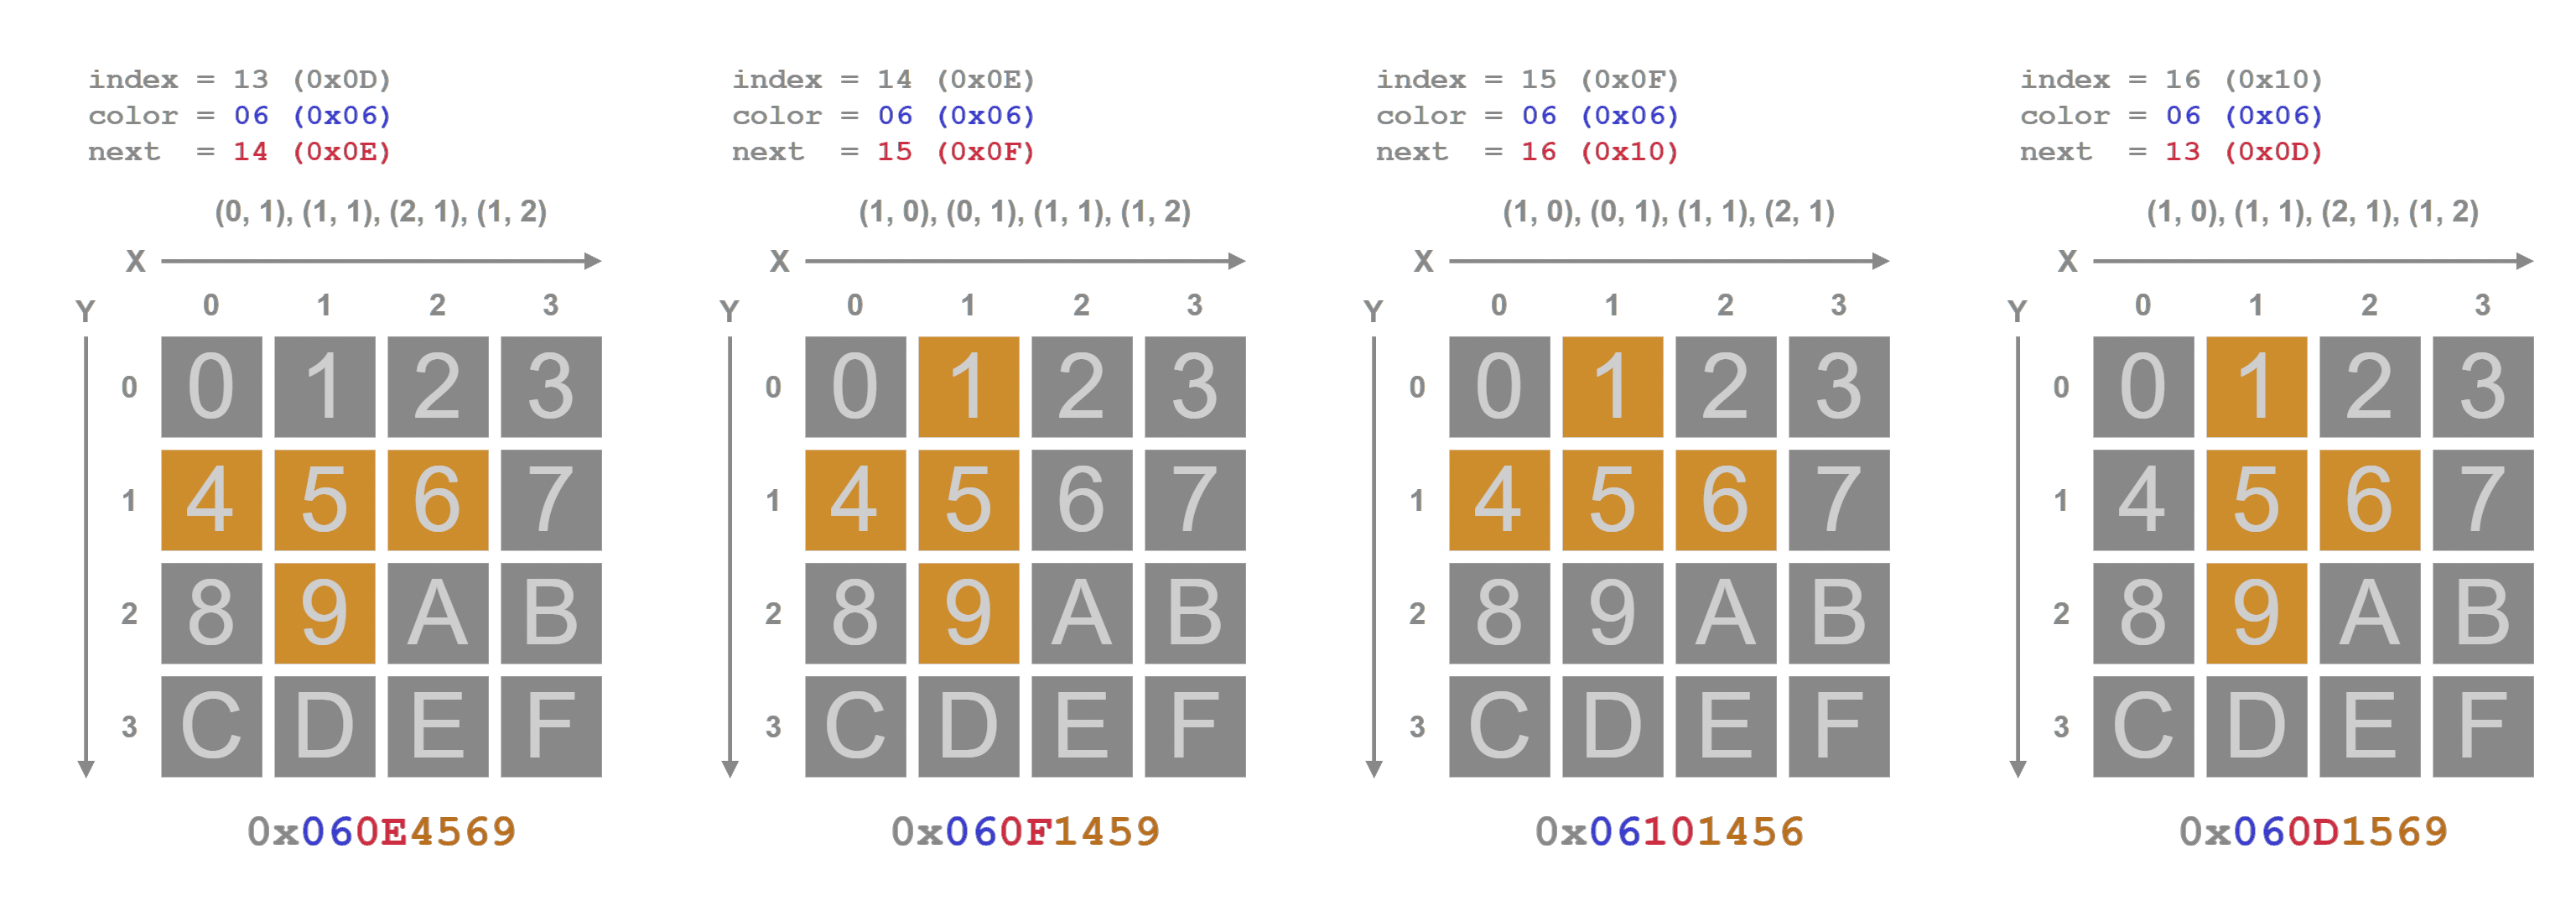 index = 13 (0x0D)
color = 06 (0x06)
next = 14 (0x0E)
(0, 1), (1, 1), (2, 1), (1, 2)
X
Y 0 1 2 3
0 0 1 2 3
1 4 5 6 7
2 8 9 A B
3 C D E F
0x060E4569
index = 14 (0x0E)
color = 06 (0x06)
next = 15 (0x0F)
(1, 0), (0, 1), (1, 1), (1, 2)
X
Y 0 1 2 3
0 0 1 2 3
1 4 5 6 7
2 8 9 A B
3 C D E F
0x060F1459
index = 15 (0x0F)
color = 06 (0x06)
next = 16 (0x10)
(1, 0), (0, 1), (1, 1), (2, 1)
X
Y 0 1 2 3
0 0 1 2 3
1 4 5 6 7
2 8 9 A B
3 C D E F
0x06101456
index = 16 (0x10)
color = 06 (0x06)
next = 13 (0x0D)
(1, 0), (1, 1), (2, 1), (1, 2)
X
Y 0 1 2 3
0 0 1 2 3
1 4 5 6 7
2 8 9 A B
3 C D E F
0x060D1569